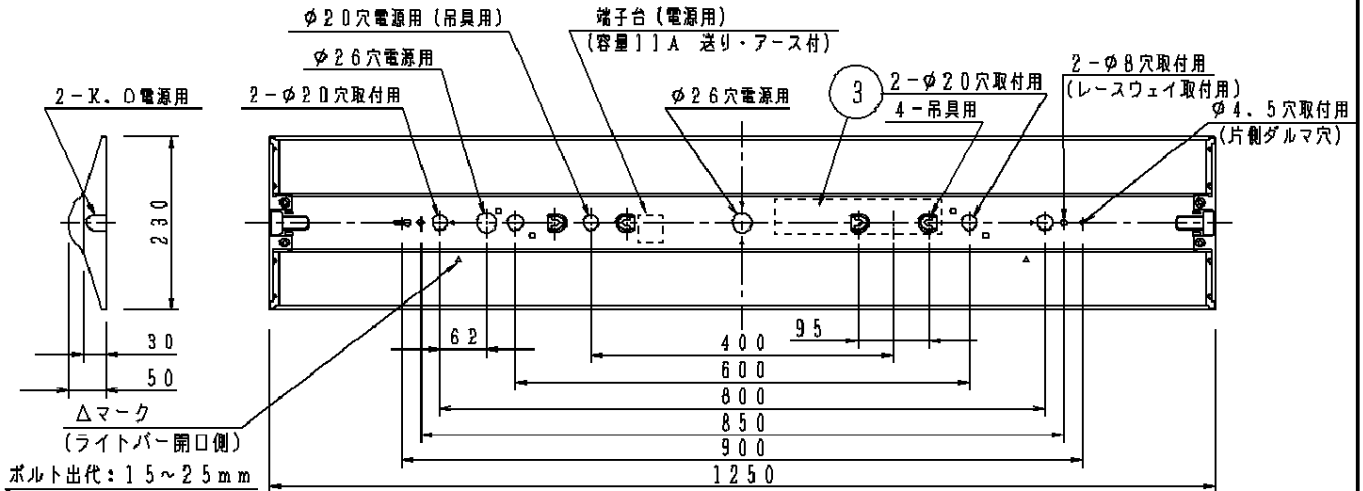 φ20穴電源用(吊具用)
端子台(電源用)
(容量11A 送り・アース付)
φ26穴電源用
2-K.O電源用
2-φ20穴取付用
φ26穴電源用
3
2-φ20穴取付用
4-吊具用
2-φ8穴取付用
(レースウェイ取付用)
φ4.5穴取付用
(片側ダルマ穴)
230
30
50
62
95
400
600
800
850
900
1250
△マーク
(ライトバー開口側)
ボルト出代:15~25mm